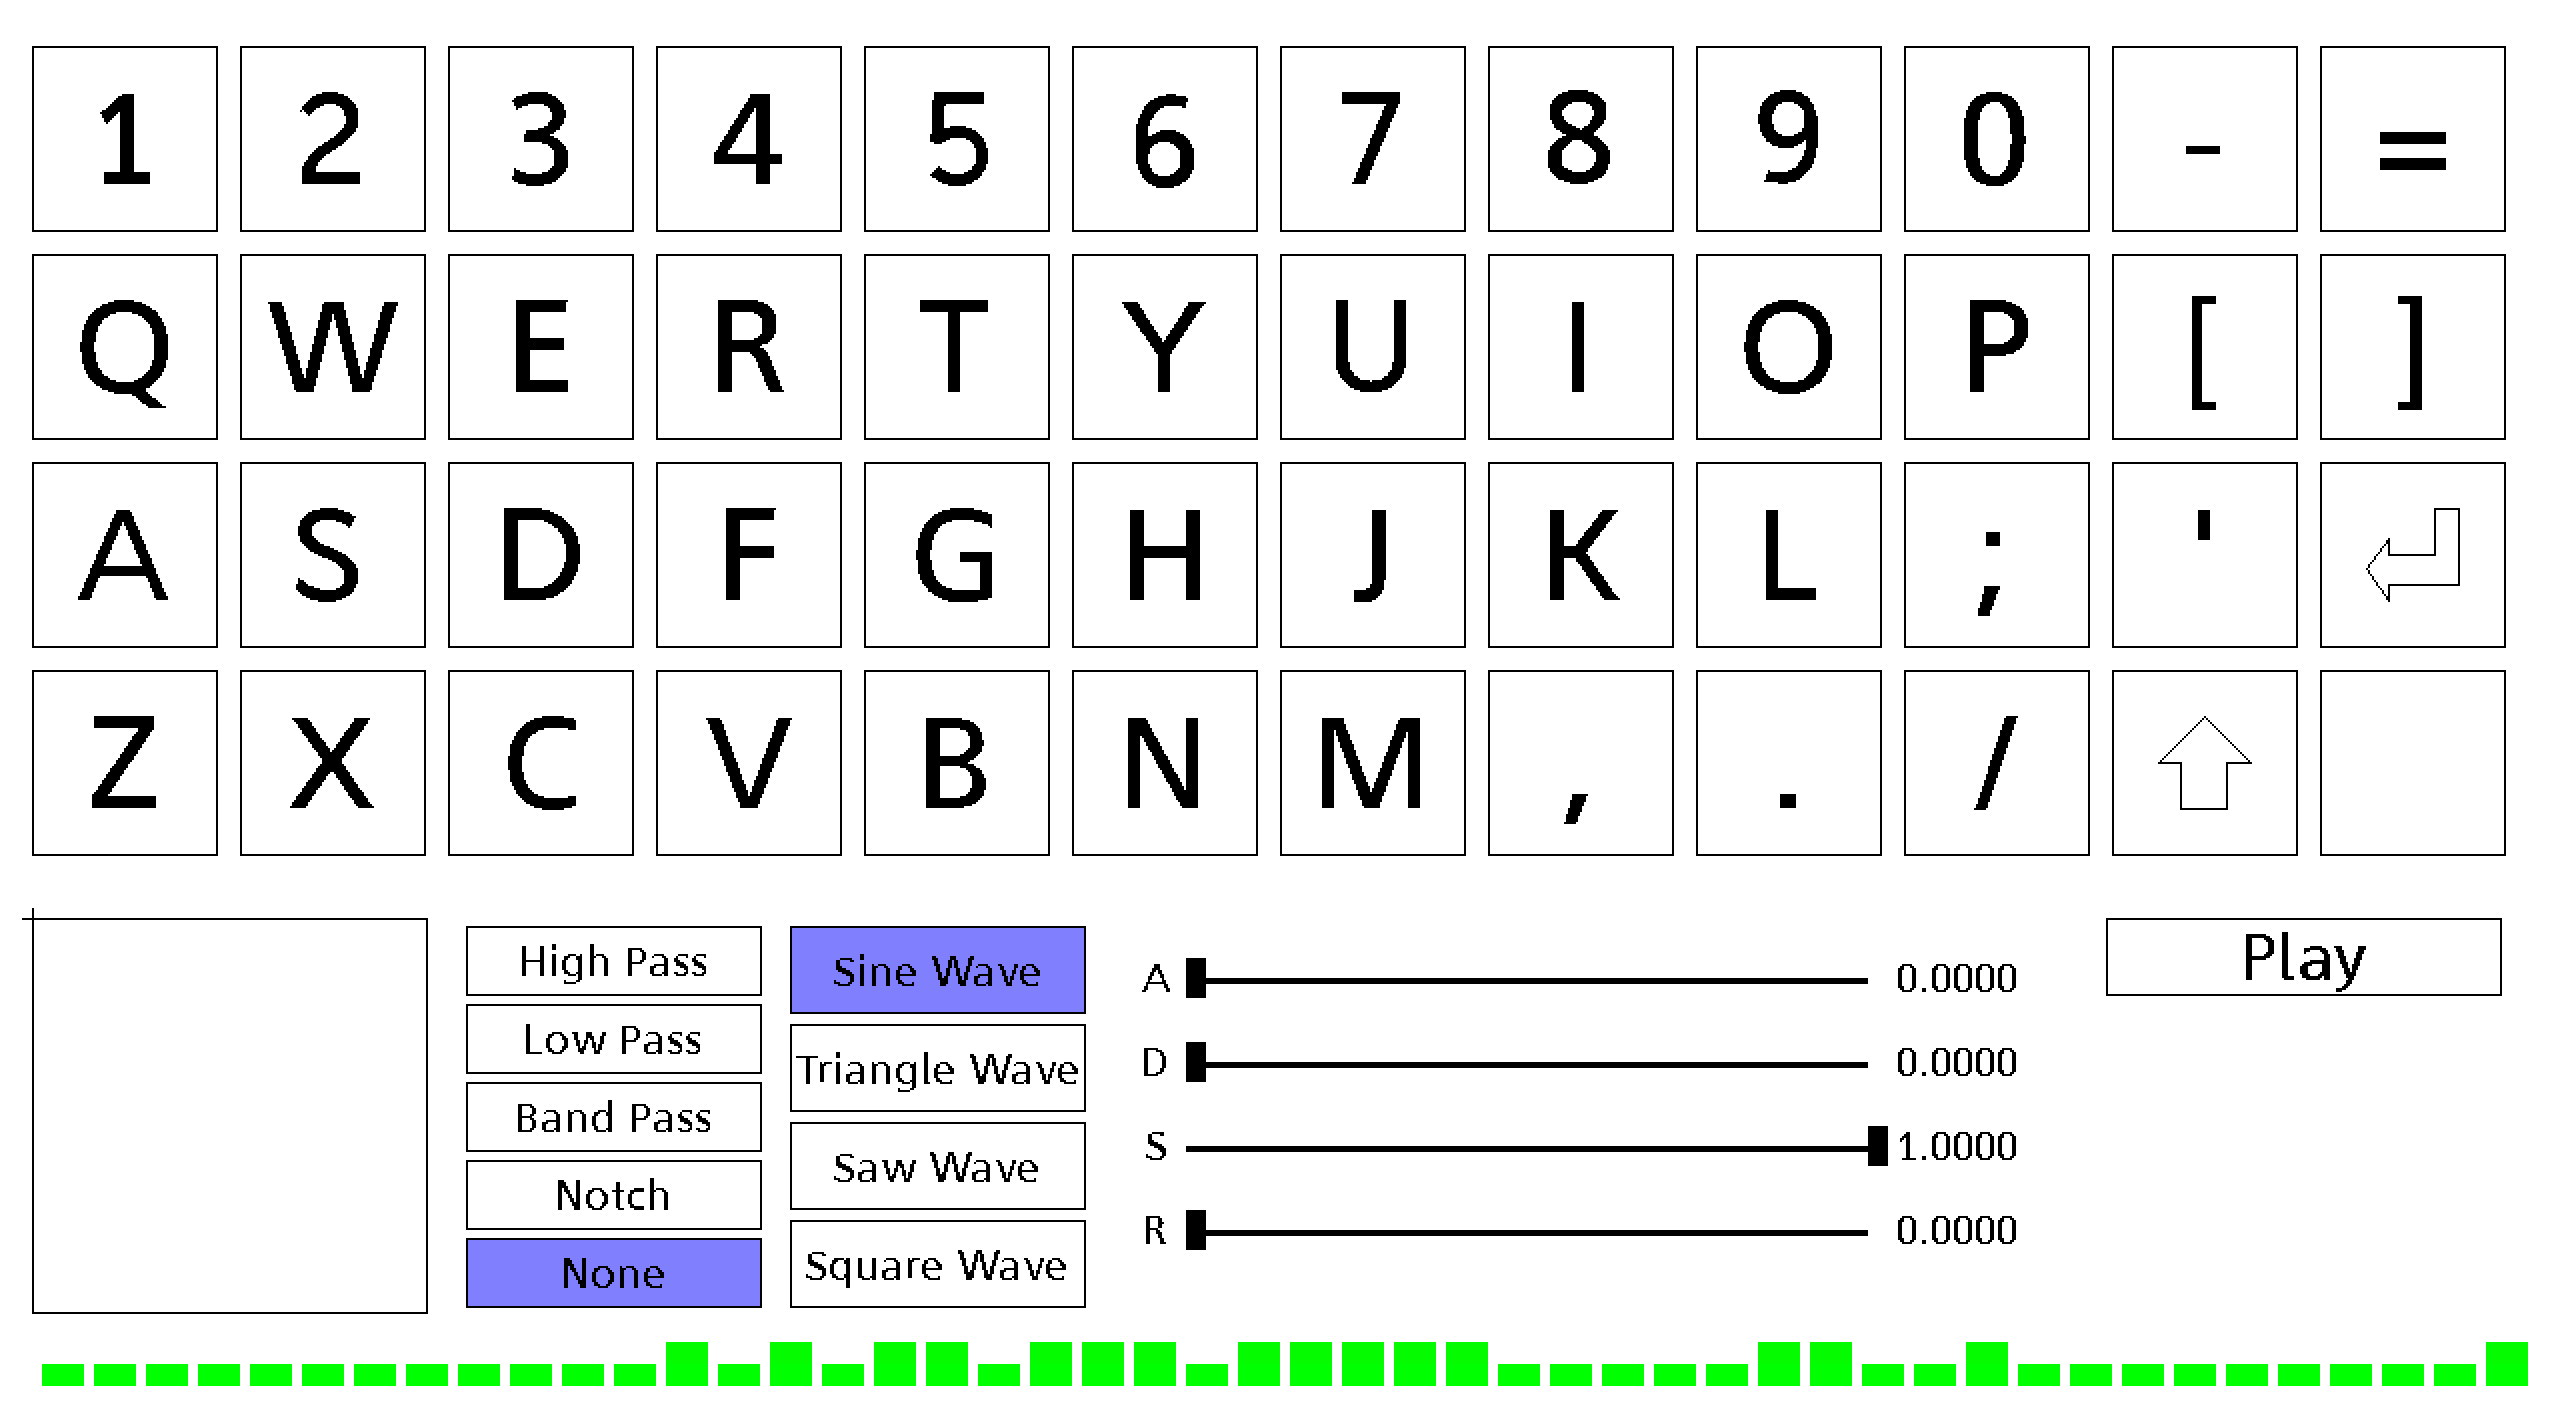 1 2 3 4 5 6 7 8 9 0 - =
Q W E R T Y U I O P [ ]
A S D F G H J K L ; '
Z X C V B N M , . /
High Pass
Low Pass
Band Pass
Notch
None
Sine Wave
Triangle Wave
Saw Wave
Square Wave
A 0.0000
D 0.0000
S 1.0000
R 0.0000
Play